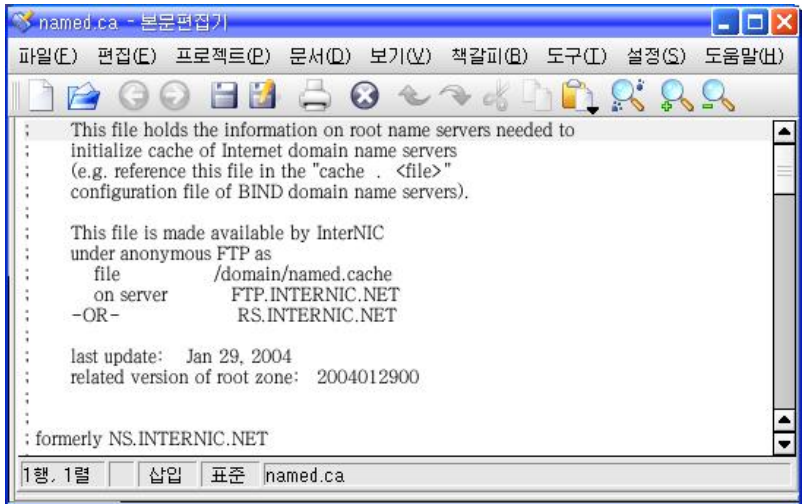 named.ca - 본문편집기
파일(F) 편집(E) 프로젝트(P) 문서(D) 보기(V) 책갈피(B) 도구(T) 설정(S) 도움말(H)
; This file holds the information on root name servers needed to
; initialize cache of Internet domain name servers
; (e.g. reference this file in the "cache . <file>"
; configuration file of BIND domain name servers).
;
; This file is made available by InterNIC
; under anonymous FTP as
; file /domain/named.cache
; on server FTP.INTERNIC.NET
; -OR- RS.INTERNIC.NET
;
; last update: Jan 29, 2004
; related version of root zone: 2004012900
;
;
; formerly NS.INTERNIC.NET
1행, 1렬 삽입 표준 named.ca